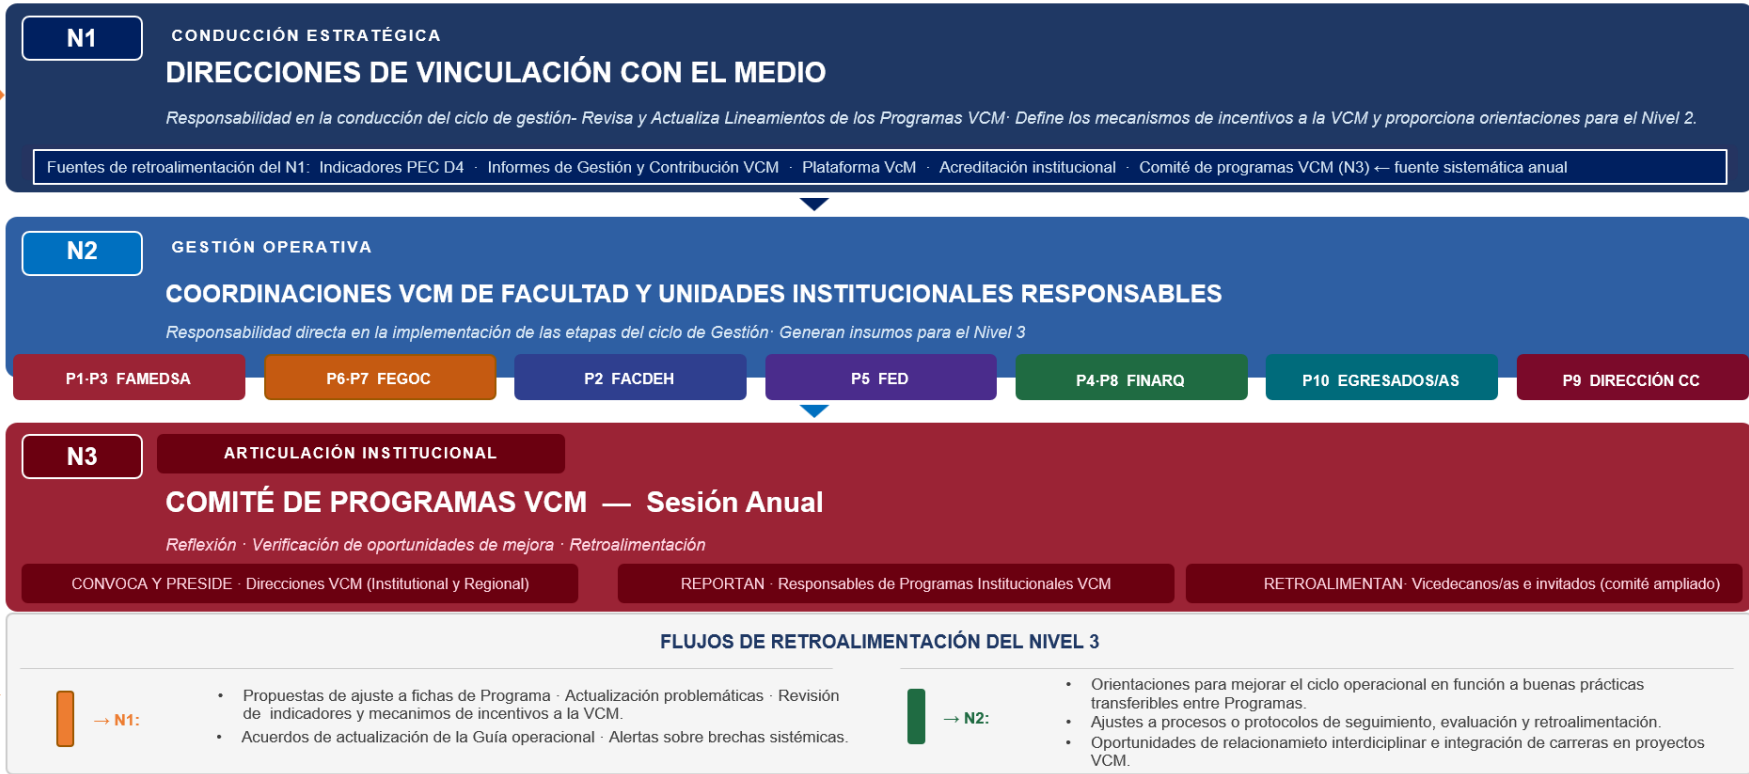 N1
CONDUCCIÓN ESTRATÉGICA
DIRECCIONES DE VINCULACIÓN CON EL MEDIO
Responsabilidad en la conducción del ciclo de gestión- Revisa y Actualiza Lineamientos de los Programas VCM· Define los mecanismos de incentivos a la VCM y proporciona orientaciones para el Nivel 2.
Fuentes de retroalimentación del N1: Indicadores PEC D4 · Informes de Gestión y Contribución VCM · Plataforma VcM · Acreditación institucional · Comité de programas VCM (N3) ← fuente sistemática anual
N2
GESTIÓN OPERATIVA
COORDINACIONES VCM DE FACULTAD Y UNIDADES INSTITUCIONALES RESPONSABLES
Responsabilidad directa en la implementación de las etapas del ciclo de Gestión· Generan insumos para el Nivel 3
P1·P3 FAMEDSA
P6·P7 FEGOC
P2 FACDEH
P5 FED
P4·P8 FINARQ
P10 EGRESADOS/AS
P9 DIRECCIÓN CC
N3
ARTICULACIÓN INSTITUCIONAL
COMITÉ DE PROGRAMAS VCM — Sesión Anual
Reflexión · Verificación de oportunidades de mejora · Retroalimentación
CONVOCA Y PRESIDE · Direcciones VCM (Institutional y Regional)
REPORTAN · Responsables de Programas Institucionales VCM
RETROALIMENTAN· Vicedecanos/as e invitados (comité ampliado)
FLUJOS DE RETROALIMENTACIÓN DEL NIVEL 3
→ N1:
• Propuestas de ajuste a fichas de Programa · Actualización problemáticas · Revisión
de indicadores y mecanimos de incentivos a la VCM.
• Acuerdos de actualización de la Guía operacional · Alertas sobre brechas sistémicas.
→ N2:
• Orientaciones para mejorar el ciclo operacional en función a buenas prácticas
transferibles entre Programas.
• Ajustes a procesos o protocolos de seguimiento, evaluación y retroalimentación.
• Oportunidades de relacionamieto interdiciplinar e integración de carreras en proyectos
VCM.